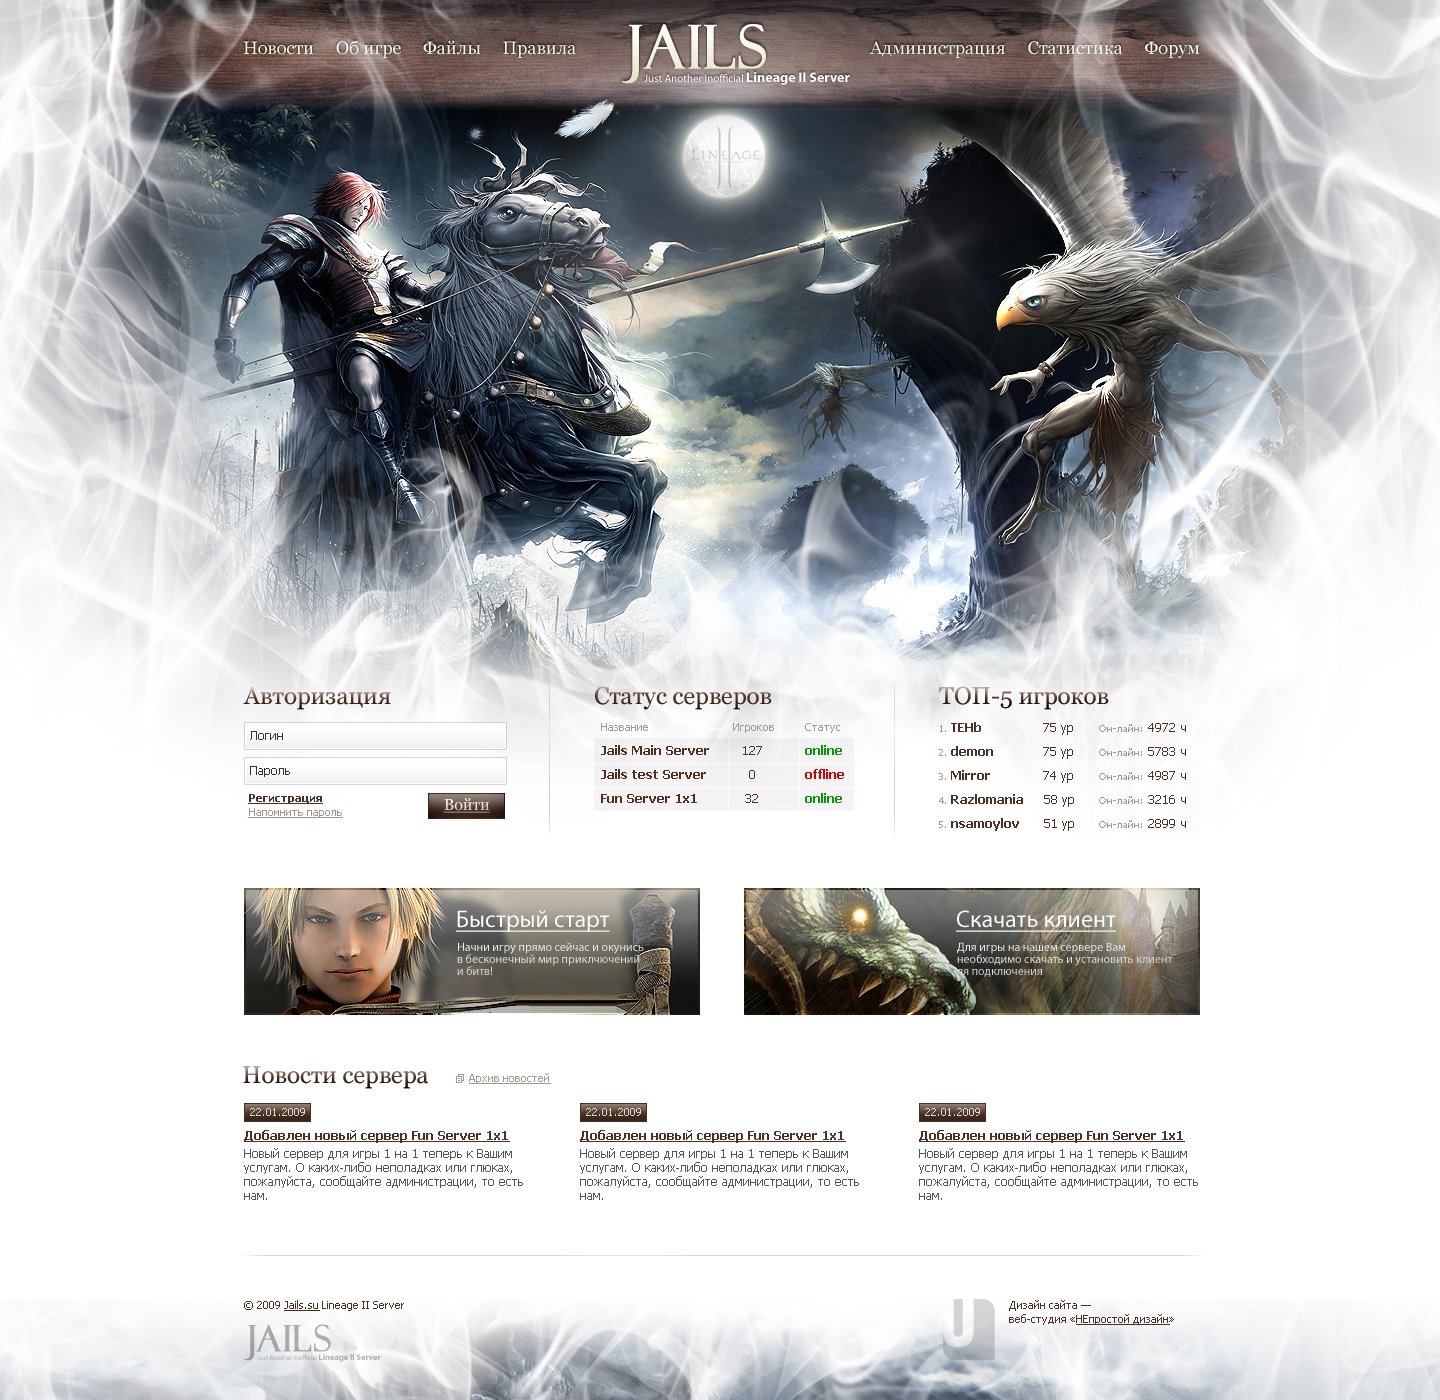 Новости Об игре Файлы Правила
JAILS
Just Another Inofficial Lineage II Server
Администрация Статистика Форум
LINEAGE II
Авторизация
Логин
Пароль
Регистрация
Напомнить пароль
Войти
Статус серверов
Название Игроков Статус
Jails Main Server 127 online
Jails test Server 0 offline
Fun Server 1x1 32 online
ТОП-5 игроков
1. TEHb 75 ур Он-лайн: 4972 ч
2. demon 75 ур Он-лайн: 5783 ч
3. Mirror 74 ур Он-лайн: 4987 ч
4. Razlomania 58 ур Он-лайн: 3216 ч
5. nsamoylov 51 ур Он-лайн: 2899 ч
Быстрый старт
Начни игру прямо сейчас и окунись
в бесконечный мир приклчючений
и битв!
Скачать клиент
Для игры на нашем сервере Вам
необходимо скачать и установить клиент
ля подключения
Новости сервера
Архив новостей
22.01.2009
Добавлен новый сервер Fun Server 1x1
Новый сервер для игры 1 на 1 теперь к Вашим
услугам. О каких-либо неполадках или глюках,
пожалуйста, сообщайте администрации, то есть
нам.
22.01.2009
Добавлен новый сервер Fun Server 1x1
Новый сервер для игры 1 на 1 теперь к Вашим
услугам. О каких-либо неполадках или глюках,
пожалуйста, сообщайте администрации, то есть
нам.
22.01.2009
Добавлен новый сервер Fun Server 1x1
Новый сервер для игры 1 на 1 теперь к Вашим
услугам. О каких-либо неполадках или глюках,
пожалуйста, сообщайте администрации, то есть
нам.
© 2009 Jails.su Lineage II Server
JAILS
Just Another Inofficial Lineage II Server
Дизайн сайта —
веб-студия «НЕпростой дизайн»